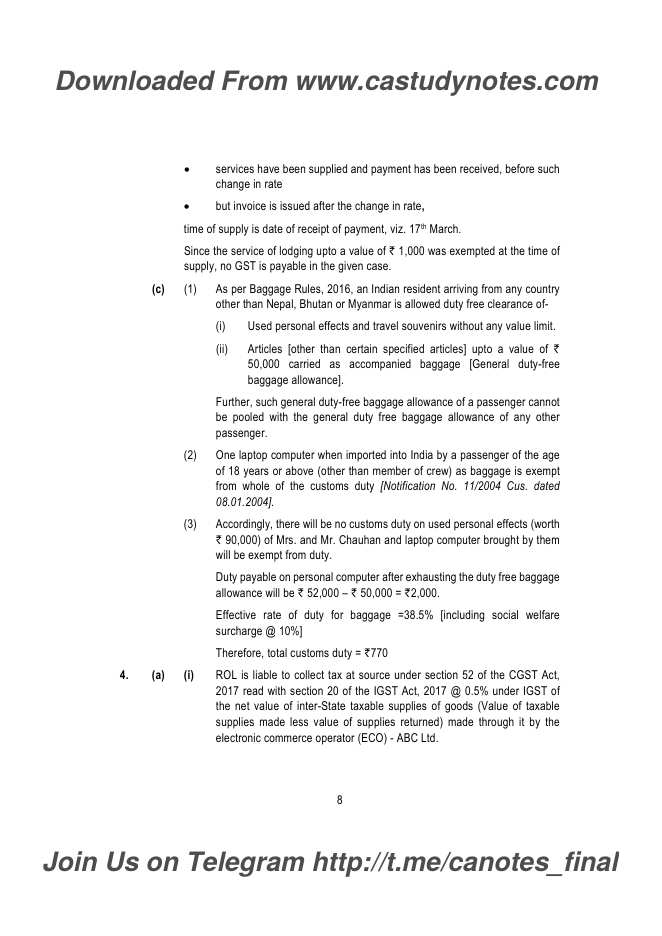 Downloaded From www.castudynotes.com
• services have been supplied and payment has been received, before such
change in rate
• but invoice is issued after the change in rate,
time of supply is date of receipt of payment, viz. 17th March.
Since the service of lodging upto a value of ₹ 1,000 was exempted at the time of
supply, no GST is payable in the given case.
(c) (1) As per Baggage Rules, 2016, an Indian resident arriving from any country
other than Nepal, Bhutan or Myanmar is allowed duty free clearance of-
(i) Used personal effects and travel souvenirs without any value limit.
(ii) Articles [other than certain specified articles] upto a value of ₹
50,000 carried as accompanied baggage [General duty-free
baggage allowance].
Further, such general duty-free baggage allowance of a passenger cannot
be pooled with the general duty free baggage allowance of any other
passenger.
(2) One laptop computer when imported into India by a passenger of the age
of 18 years or above (other than member of crew) as baggage is exempt
from whole of the customs duty [Notification No. 11/2004 Cus. dated
08.01.2004].
(3) Accordingly, there will be no customs duty on used personal effects (worth
₹ 90,000) of Mrs. and Mr. Chauhan and laptop computer brought by them
will be exempt from duty.
Duty payable on personal computer after exhausting the duty free baggage
allowance will be ₹ 52,000 – ₹ 50,000 = ₹2,000.
Effective rate of duty for baggage =38.5% [including social welfare
surcharge @ 10%]
Therefore, total customs duty = ₹770
4. (a) (i) ROL is liable to collect tax at source under section 52 of the CGST Act,
2017 read with section 20 of the IGST Act, 2017 @ 0.5% under IGST of
the net value of inter-State taxable supplies of goods (Value of taxable
supplies made less value of supplies returned) made through it by the
electronic commerce operator (ECO) - ABC Ltd.
8
Join Us on Telegram http://t.me/canotes_final